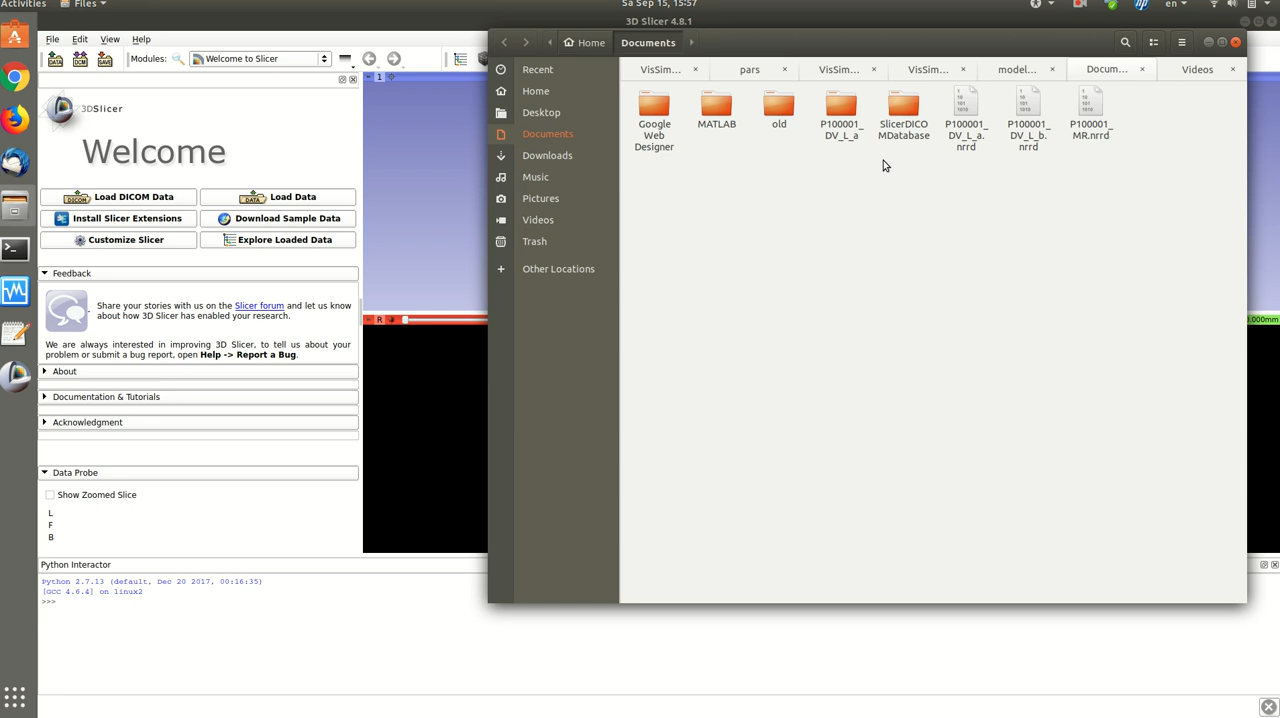 Activities
Files
Sa Sep 15, 15:57
en
3D Slicer 4.8.1
File Edit View Help
Modules: Welcome to Slicer
1
3DSlicer
Welcome
Load DICOM Data
Load Data
Install Slicer Extensions
Download Sample Data
Customize Slicer
Explore Loaded Data
Feedback
Share your stories with us on the Slicer forum and let us know
about how 3D Slicer has enabled your research.
We are always interested in improving 3D Slicer, to tell us about your
problem or submit a bug report, open Help -> Report a Bug.
About
Documentation & Tutorials
Acknowledgment
Data Probe
Show Zoomed Slice
L
F
B
R
0.000mm
Python Interactor
Python 2.7.13 (default, Dec 20 2017, 00:16:35)
[GCC 4.6.4] on linux2
>>>
Home Documents
Recent
Home
Desktop
Documents
Downloads
Music
Pictures
Videos
Trash
Other Locations
VisSim... pars VisSim... VisSim... model... Docum... Videos
Google
Web
Designer
MATLAB
old
P100001_
DV_L_a
SlicerDICO
MDatabase
P100001_
DV_L_a.
nrrd
P100001_
DV_L_b.
nrrd
P100001_
MR.nrrd